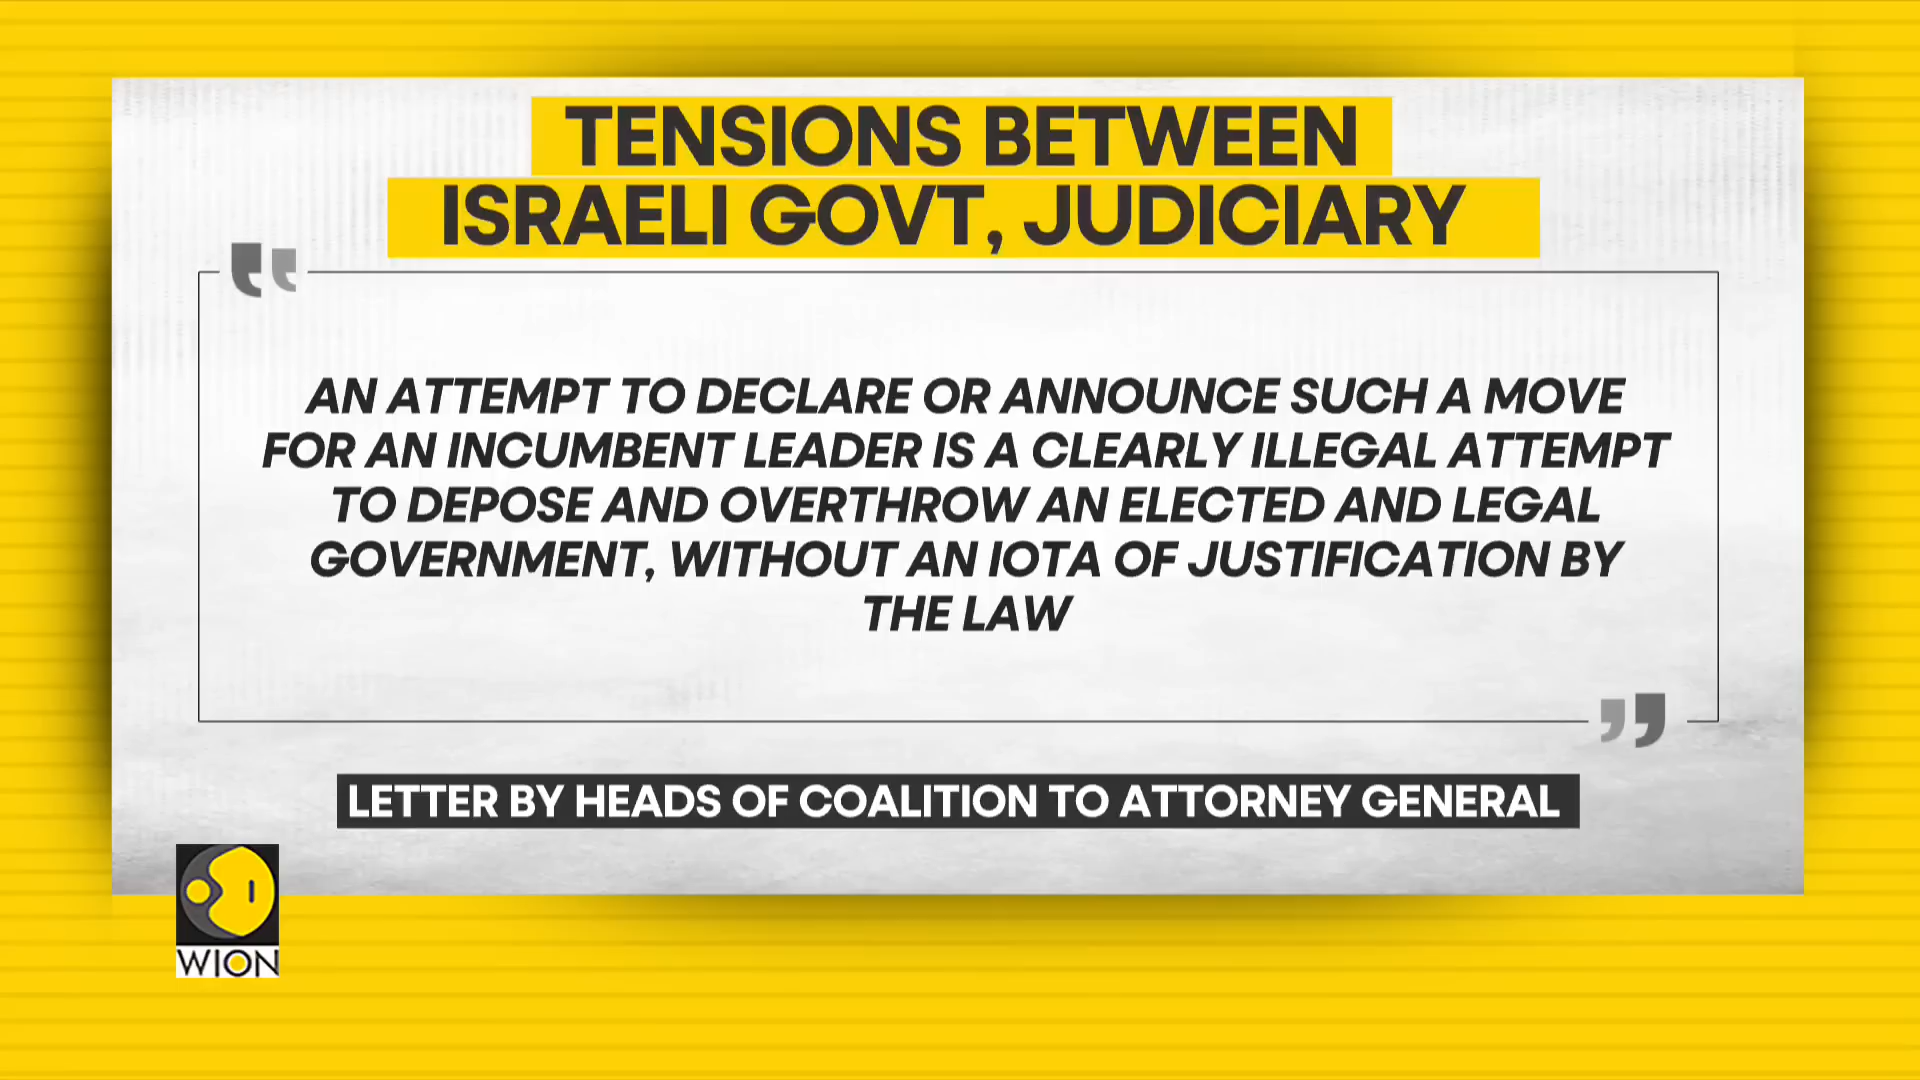 TENSIONS BETWEEN
ISRAELI GOVT, JUDICIARY
AN ATTEMPT TO DECLARE OR ANNOUNCE SUCH A MOVE
FOR AN INCUMBENT LEADER IS A CLEARLY ILLEGAL ATTEMPT
TO DEPOSE AND OVERTHROW AN ELECTED AND LEGAL
GOVERNMENT, WITHOUT AN IOTA OF JUSTIFICATION BY
THE LAW
LETTER BY HEADS OF COALITION TO ATTORNEY GENERAL
WION